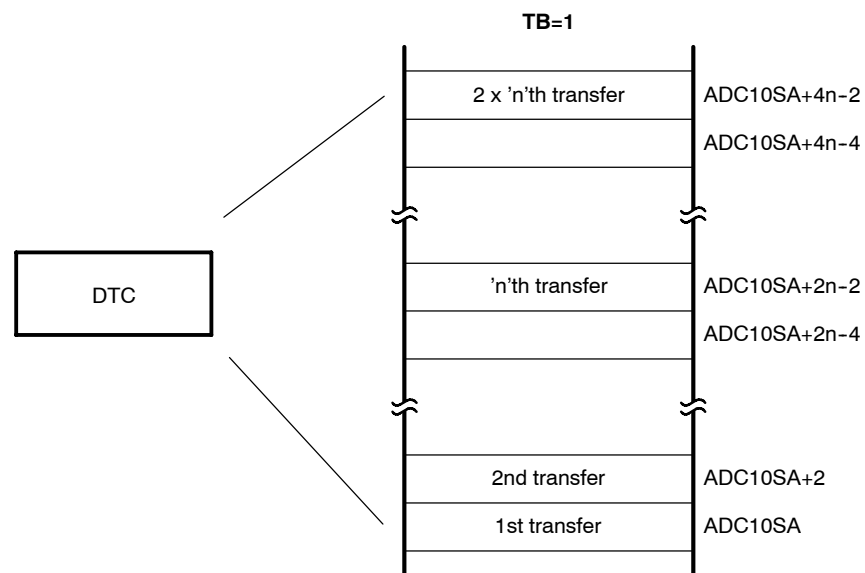 TB=1
2 x ’n’th transfer ADC10SA+4n-2
ADC10SA+4n-4
DTC
’n’th transfer ADC10SA+2n-2
ADC10SA+2n-4
2nd transfer ADC10SA+2
1st transfer ADC10SA